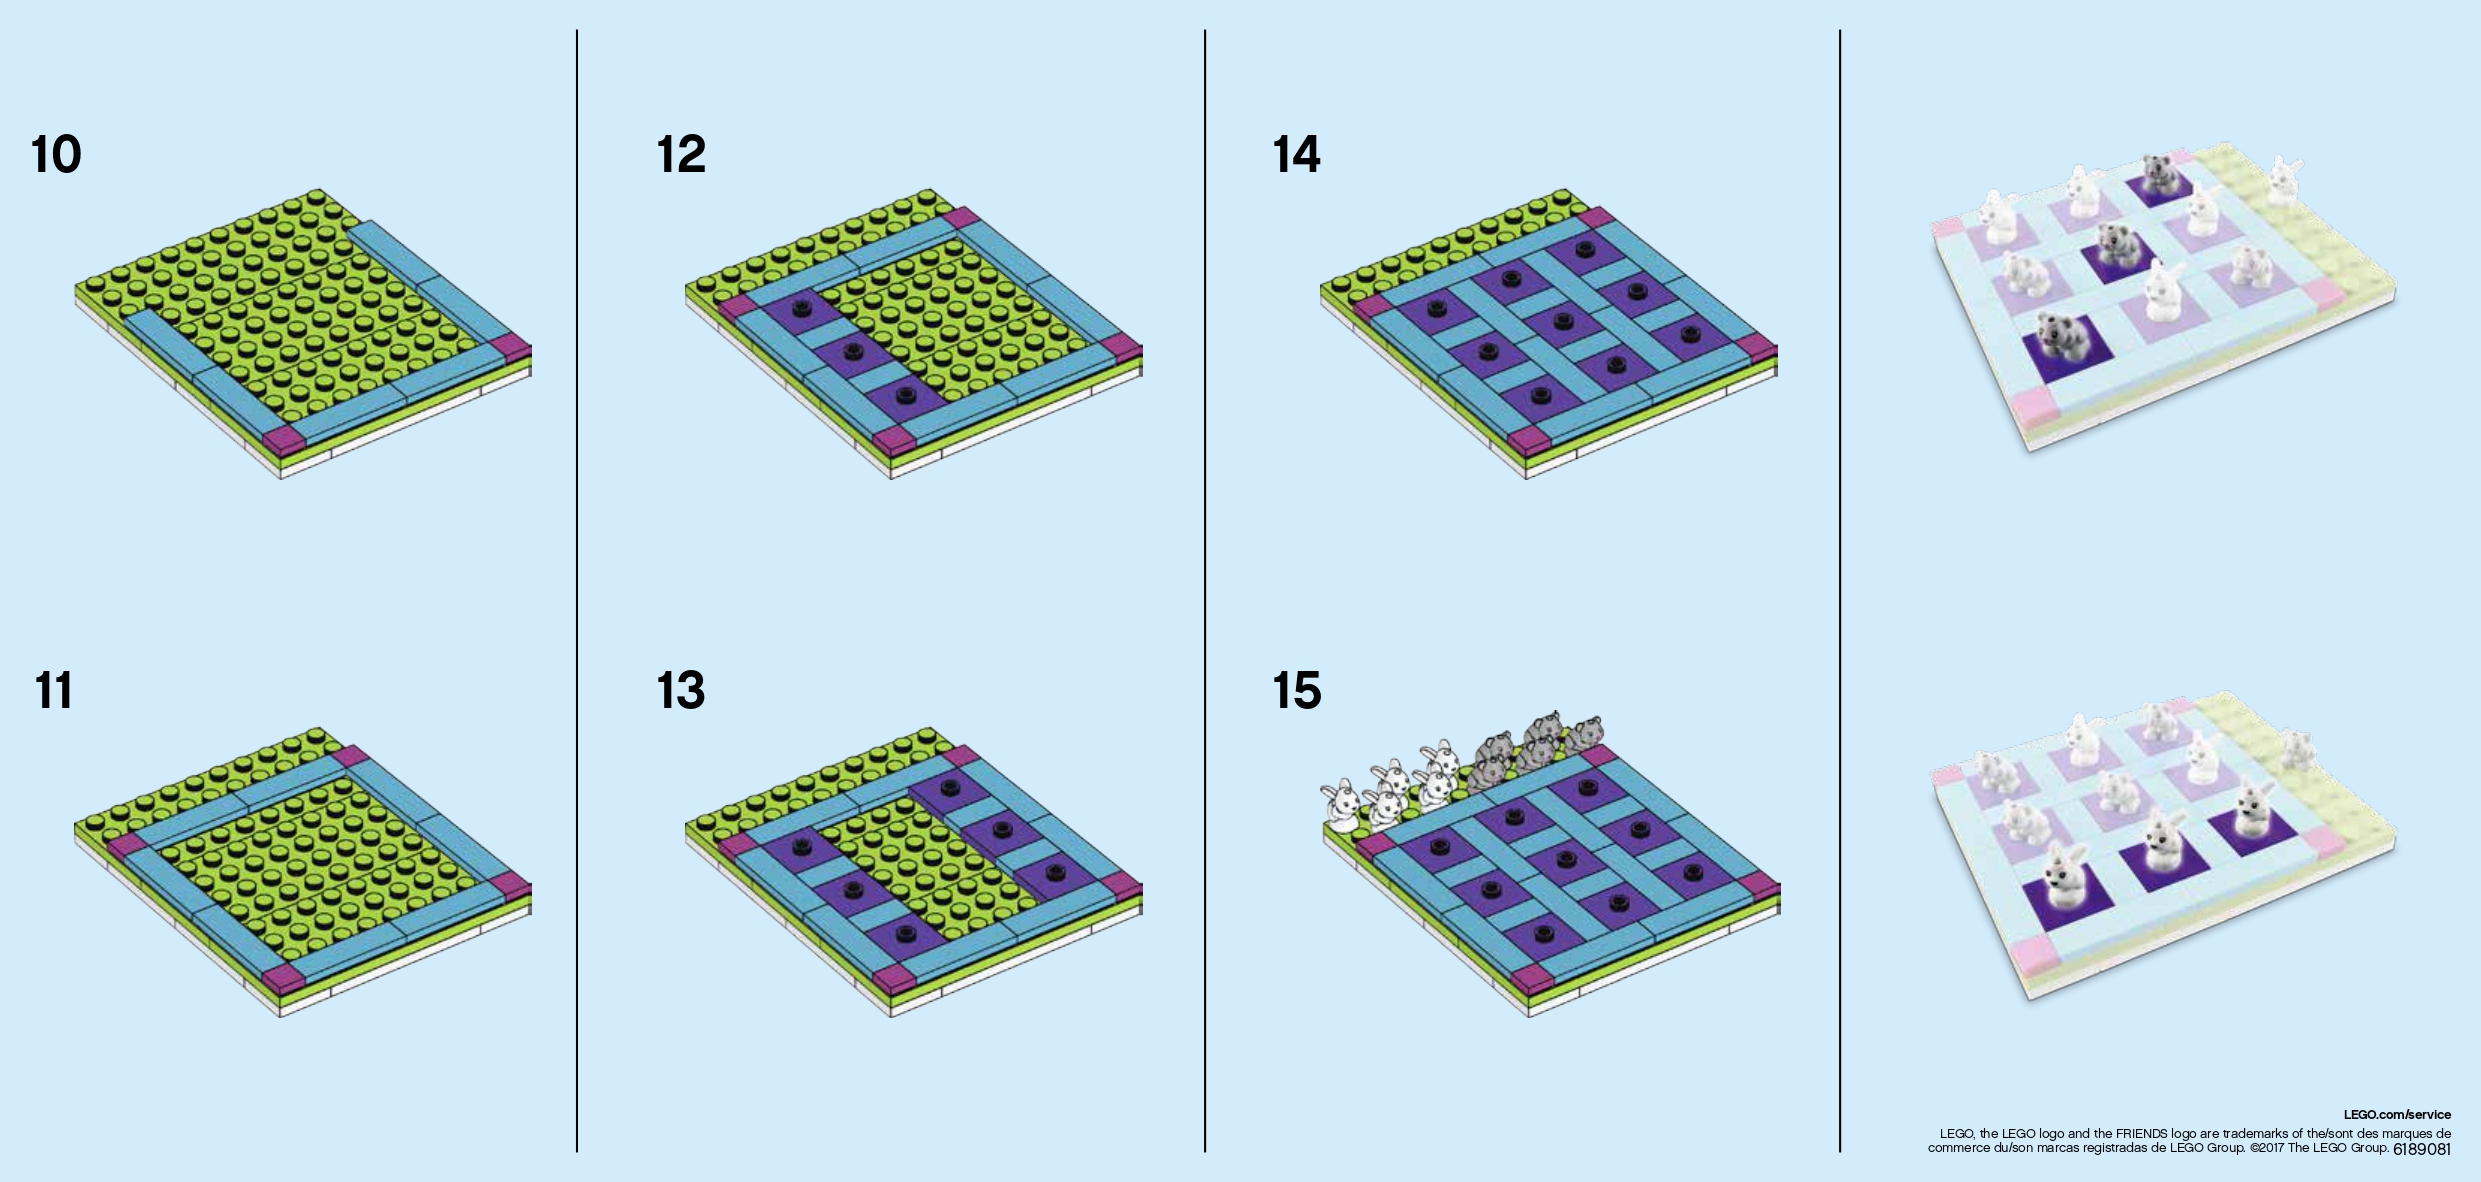 10
11
12
13
14
15
LEGO.com/service
LEGO, the LEGO logo and the FRIENDS logo are trademarks of the/sont des marques de
commerce du/son marcas registradas de LEGO Group. ©2017 The LEGO Group. 6189081